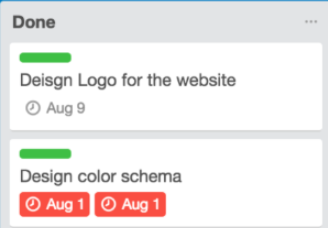 Done
Deisgn Logo for the website
Aug 9
Design color schema
Aug 1 Aug 1